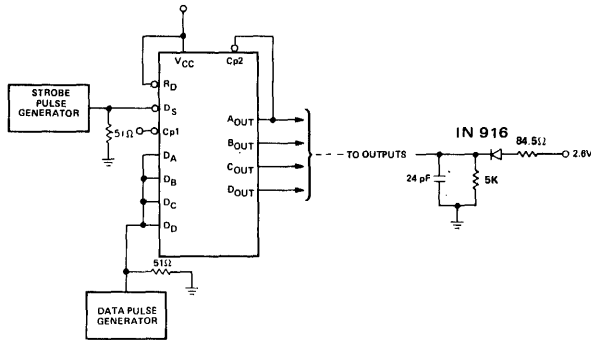 VCC
Cp2
STROBE
PULSE
GENERATOR
51Ω
RD
DS
Cp1
DA
DB
DC
DD
AOUT
BOUT
COUT
DOUT
TO OUTPUTS
IN 916
84.5Ω
2.6V
24 pF
5K
51Ω
DATA PULSE
GENERATOR